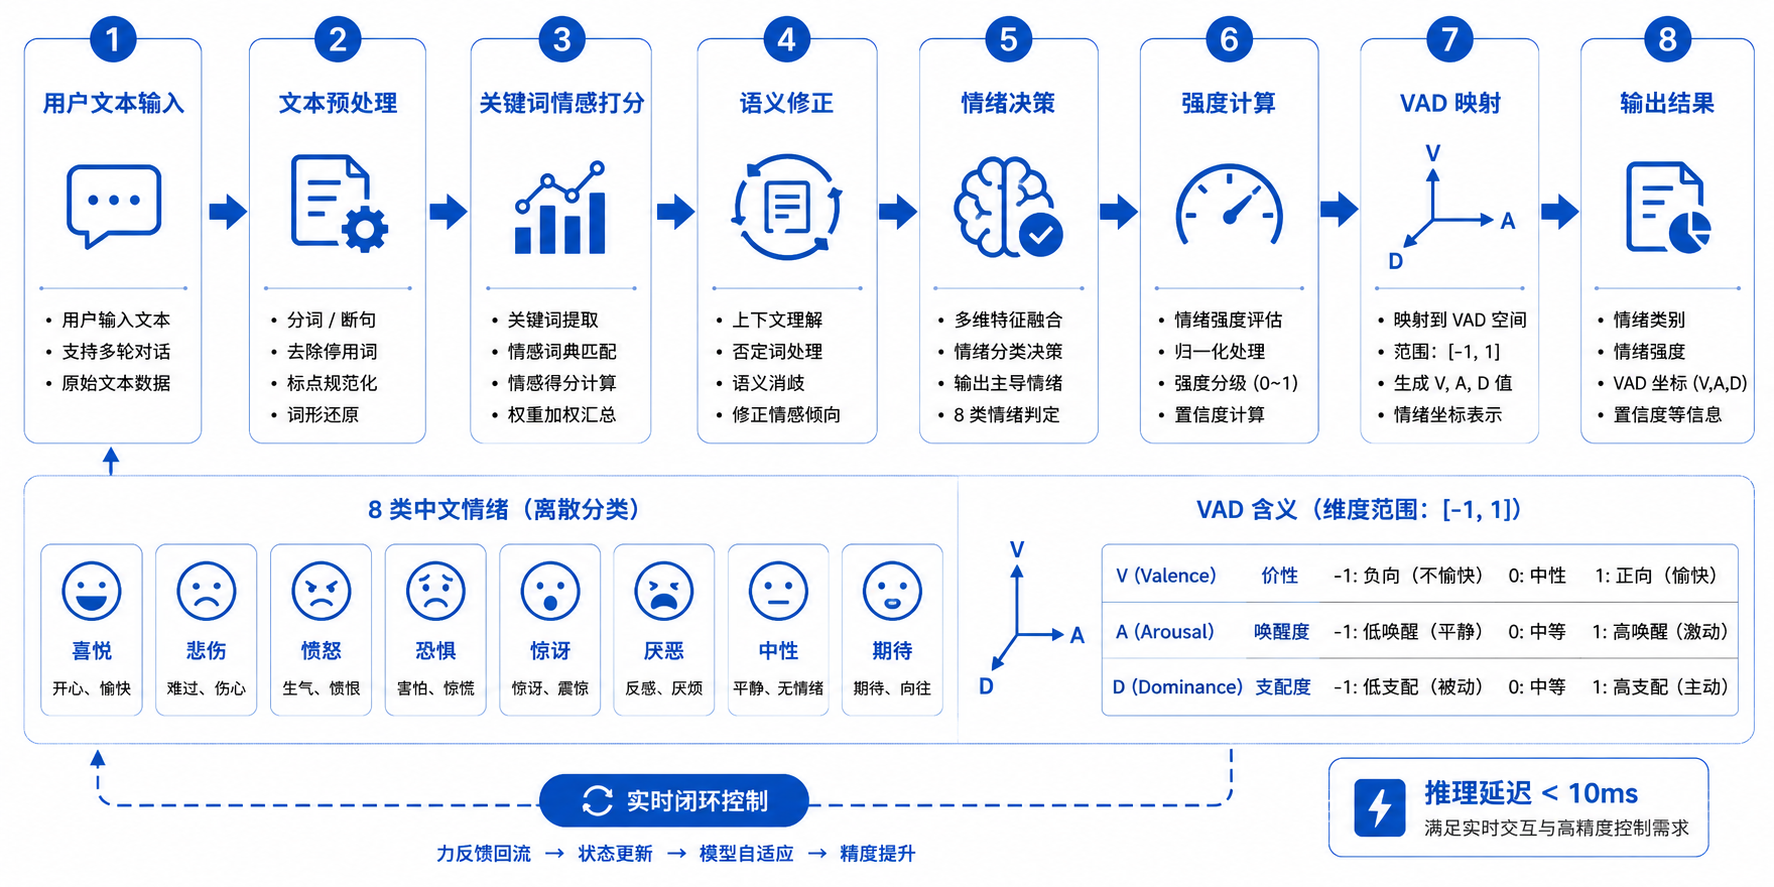 1
用户文本输入
• 用户输入文本
• 支持多轮对话
• 原始文本数据
2
文本预处理
• 分词 / 断句
• 去除停用词
• 标点规范化
• 词形还原
3
关键词情感打分
• 关键词提取
• 情感词典匹配
• 情感得分计算
• 权重加权汇总
4
语义修正
• 上下文理解
• 否定词处理
• 语义消歧
• 修正情感倾向
5
情绪决策
• 多维特征融合
• 情绪分类决策
• 输出主导情绪
• 8 类情绪判定
6
强度计算
• 情绪强度评估
• 归一化处理
• 强度分级 (0~1)
• 置信度计算
7
VAD 映射
V
A
D
• 映射到 VAD 空间
• 范围：[-1, 1]
• 生成 V, A, D 值
• 情绪坐标表示
8
输出结果
• 情绪类别
• 情绪强度
• VAD 坐标 (V,A,D)
• 置信度等信息
8 类中文情绪（离散分类）
喜悦
开心、愉快
悲伤
难过、伤心
愤怒
生气、愤恨
恐惧
害怕、惊慌
惊讶
惊讶、震惊
厌恶
反感、厌烦
中性
平静、无情绪
期待
期待、向往
VAD 含义（维度范围：[-1, 1]）
V
A
D
V (Valence) 价性 -1: 负向（不愉快） 0: 中性 1: 正向（愉快）
A (Arousal) 唤醒度 -1: 低唤醒（平静） 0: 中等 1: 高唤醒（激动）
D (Dominance) 支配度 -1: 低支配（被动） 0: 中等 1: 高支配（主动）
实时闭环控制
力反馈回流 → 状态更新 → 模型自适应 → 精度提升
推理延迟 < 10ms
满足实时交互与高精度控制需求